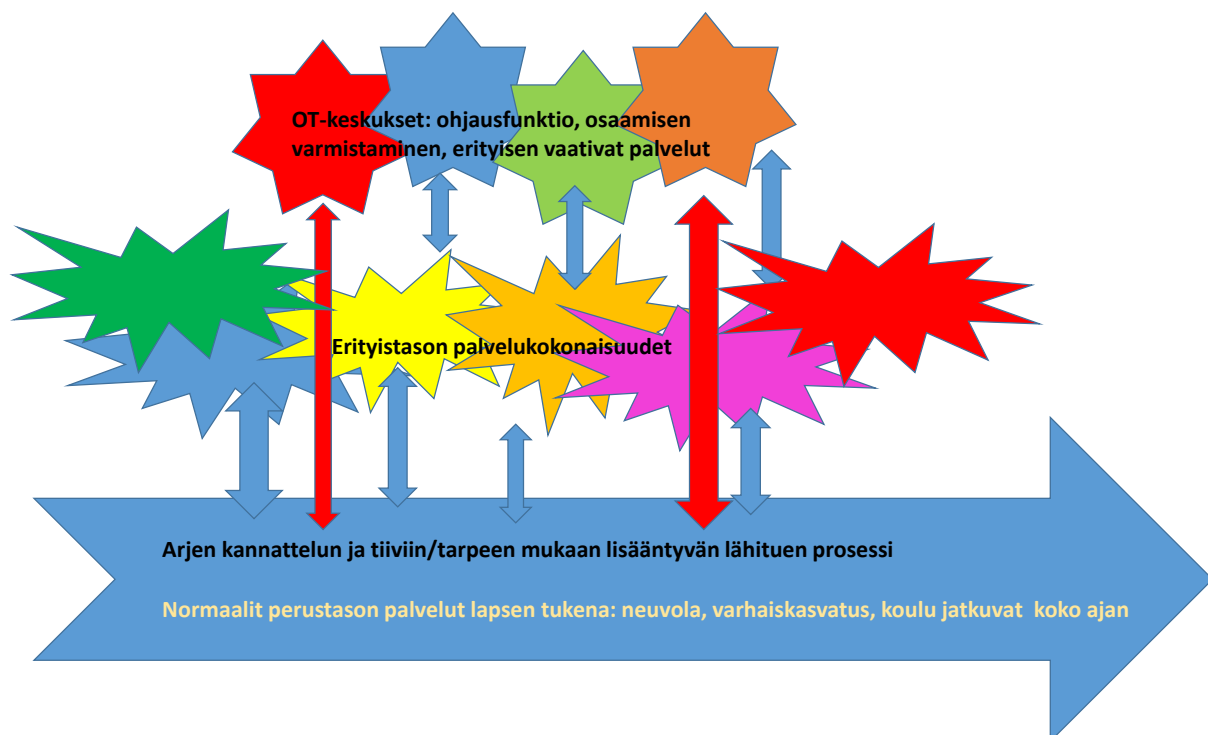 OT-keskukset: ohjausfunktio, osaamisen
varmistaminen, erityisen vaativat palvelut
Erityistason palvelukokonaisuudet
Arjen kannattelun ja tiiviin/tarpeen mukaan lisääntyvän lähituen prosessi
Normaalit perustason palvelut lapsen tukena: neuvola, varhaiskasvatus, koulu jatkuvat koko ajan